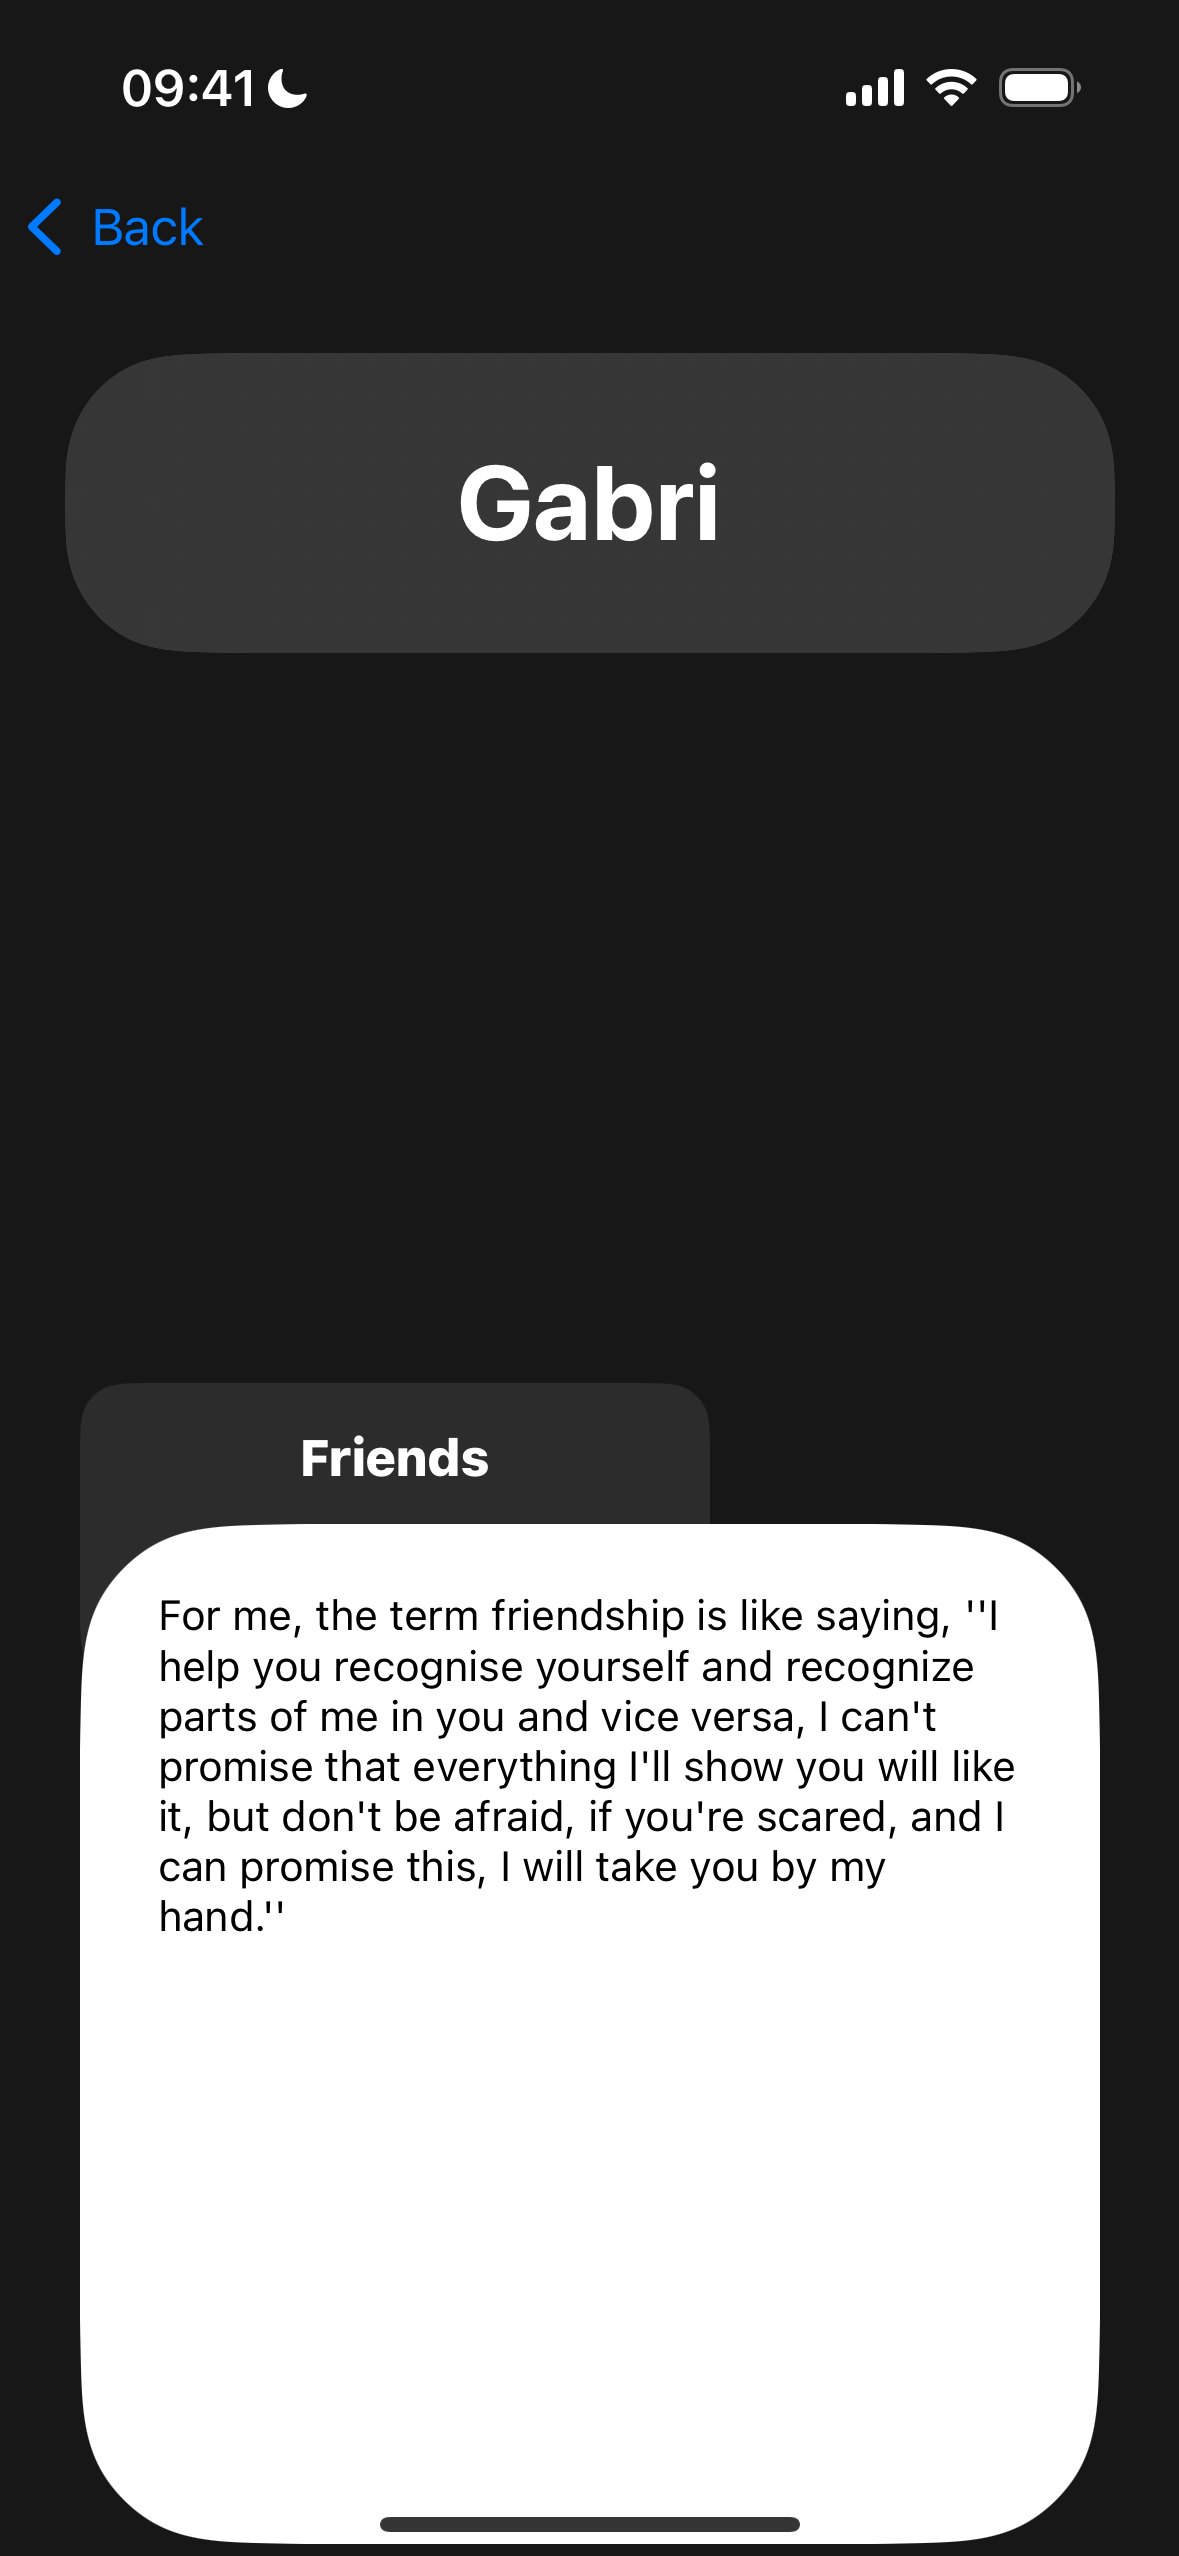 09:41
Back
Gabri
Friends
For me, the term friendship is like saying, ''I
help you recognise yourself and recognize
parts of me in you and vice versa, I can't
promise that everything I'll show you will like
it, but don't be afraid, if you're scared, and I
can promise this, I will take you by my
hand.''